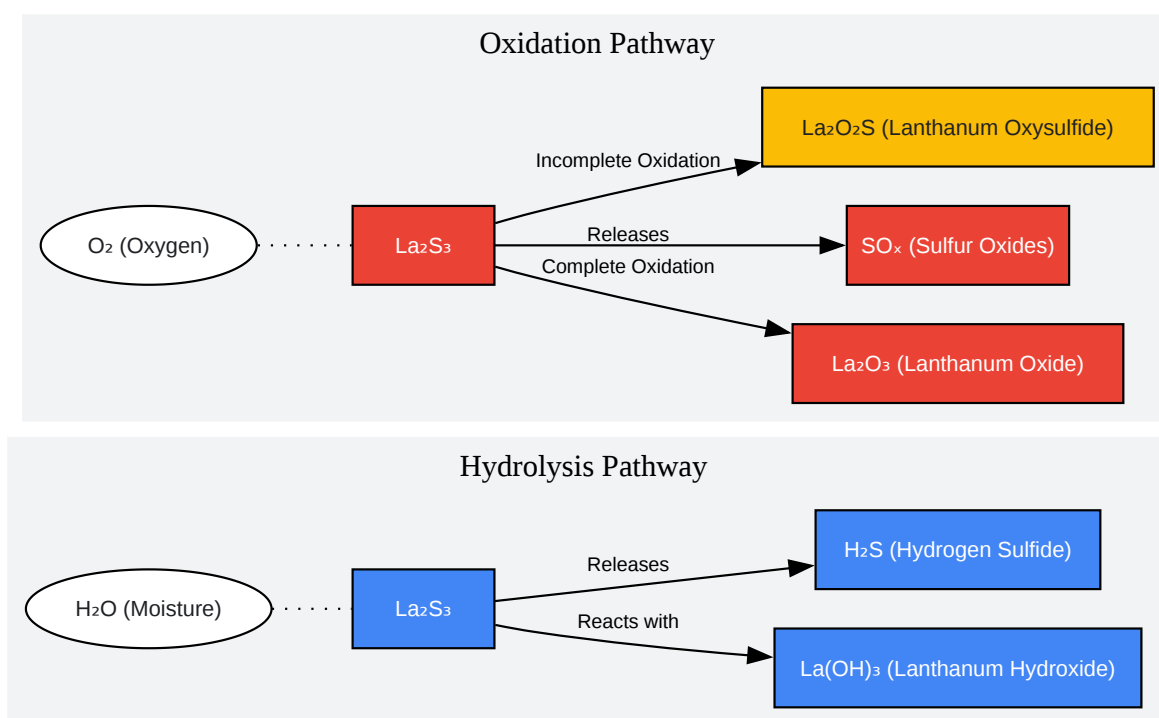 Oxidation Pathway
La₂O₂S (Lanthanum Oxysulfide)
Incomplete Oxidation
O₂ (Oxygen)
La₂S₃
Releases
SOₓ (Sulfur Oxides)
Complete Oxidation
La₂O₃ (Lanthanum Oxide)
Hydrolysis Pathway
H₂S (Hydrogen Sulfide)
Releases
H₂O (Moisture)
La₂S₃
Reacts with
La(OH)₃ (Lanthanum Hydroxide)